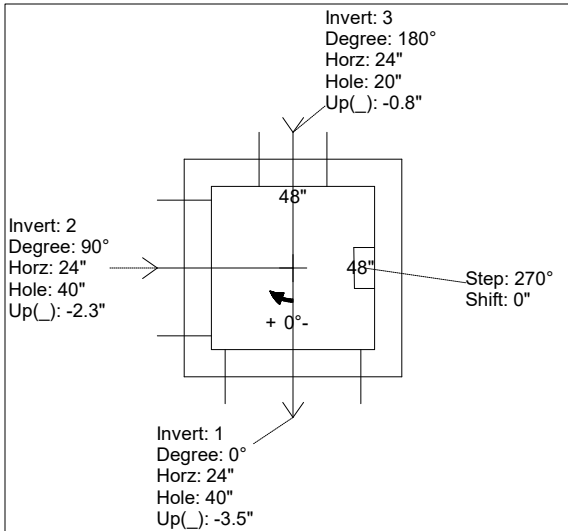 Invert: 3
Degree: 180°
Horz: 24"
Hole: 20"
Up(_): -0.8"
48"
Invert: 2
Degree: 90°
Horz: 24"
Hole: 40"
Up(_): -2.3"
48"
Step: 270°
Shift: 0"
+ 0°-
Invert: 1
Degree: 0°
Horz: 24"
Hole: 40"
Up(_): -3.5"